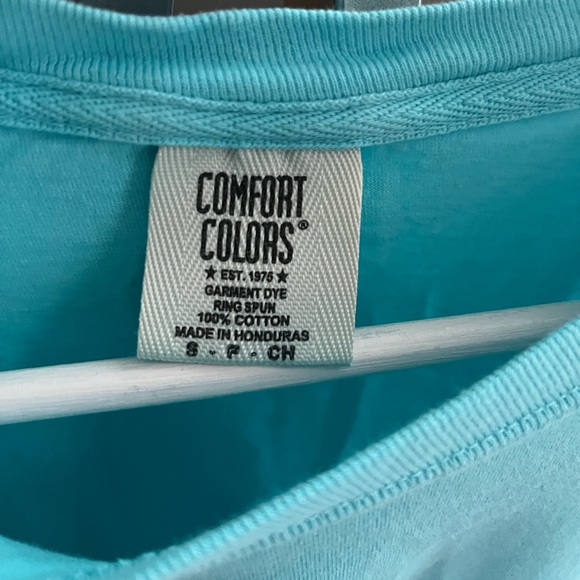 COMFORT
COLORS®
★ EST. 1975 ★
GARMENT DYE
RING SPUN
100% COTTON
MADE IN HONDURAS
S - P - CH